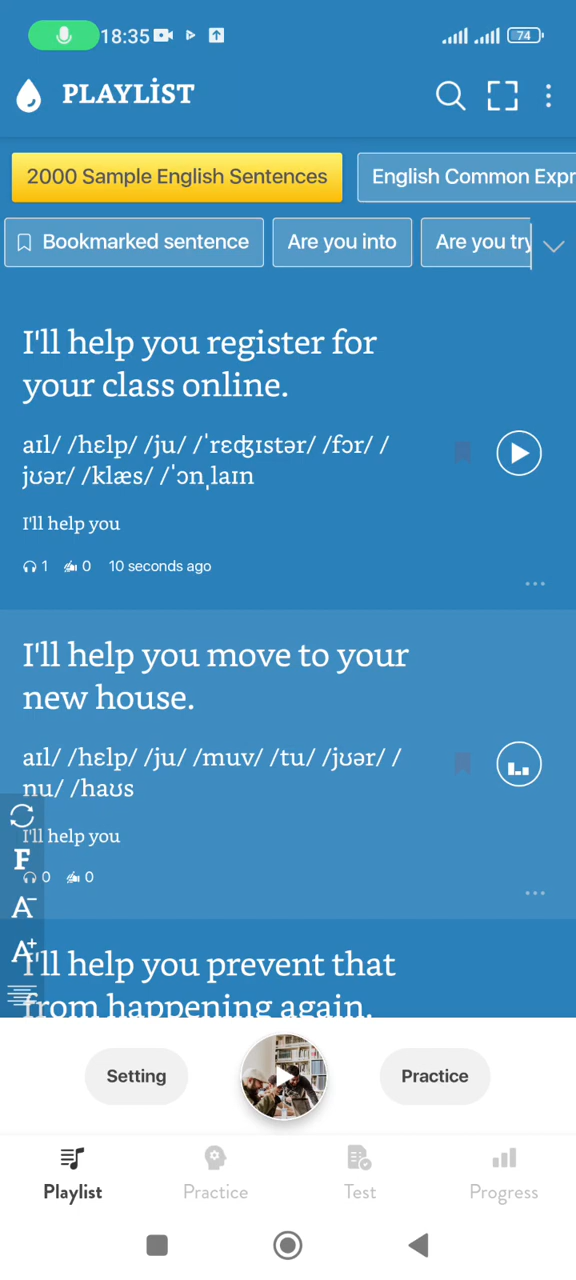 18:35
74
PLAYLİST
2000 Sample English Sentences
English Common Expr
Bookmarked sentence
Are you into
Are you try
I'll help you register for
your class online.
aɪl/ /hɛlp/ /ju/ /ˈrɛʤɪstər/ /fɔr/ /
jʊər/ /klæs/ /ˈɔnˌlaɪn
I'll help you
1 0 10 seconds ago
I'll help you move to your
new house.
aɪl/ /hɛlp/ /ju/ /muv/ /tu/ /jʊər/ /
nu/ /haʊs
I'll help you
F
0 0
A-
A+
I'll help you prevent that
from happening again.
Setting
Practice
Playlist
Practice
Test
Progress